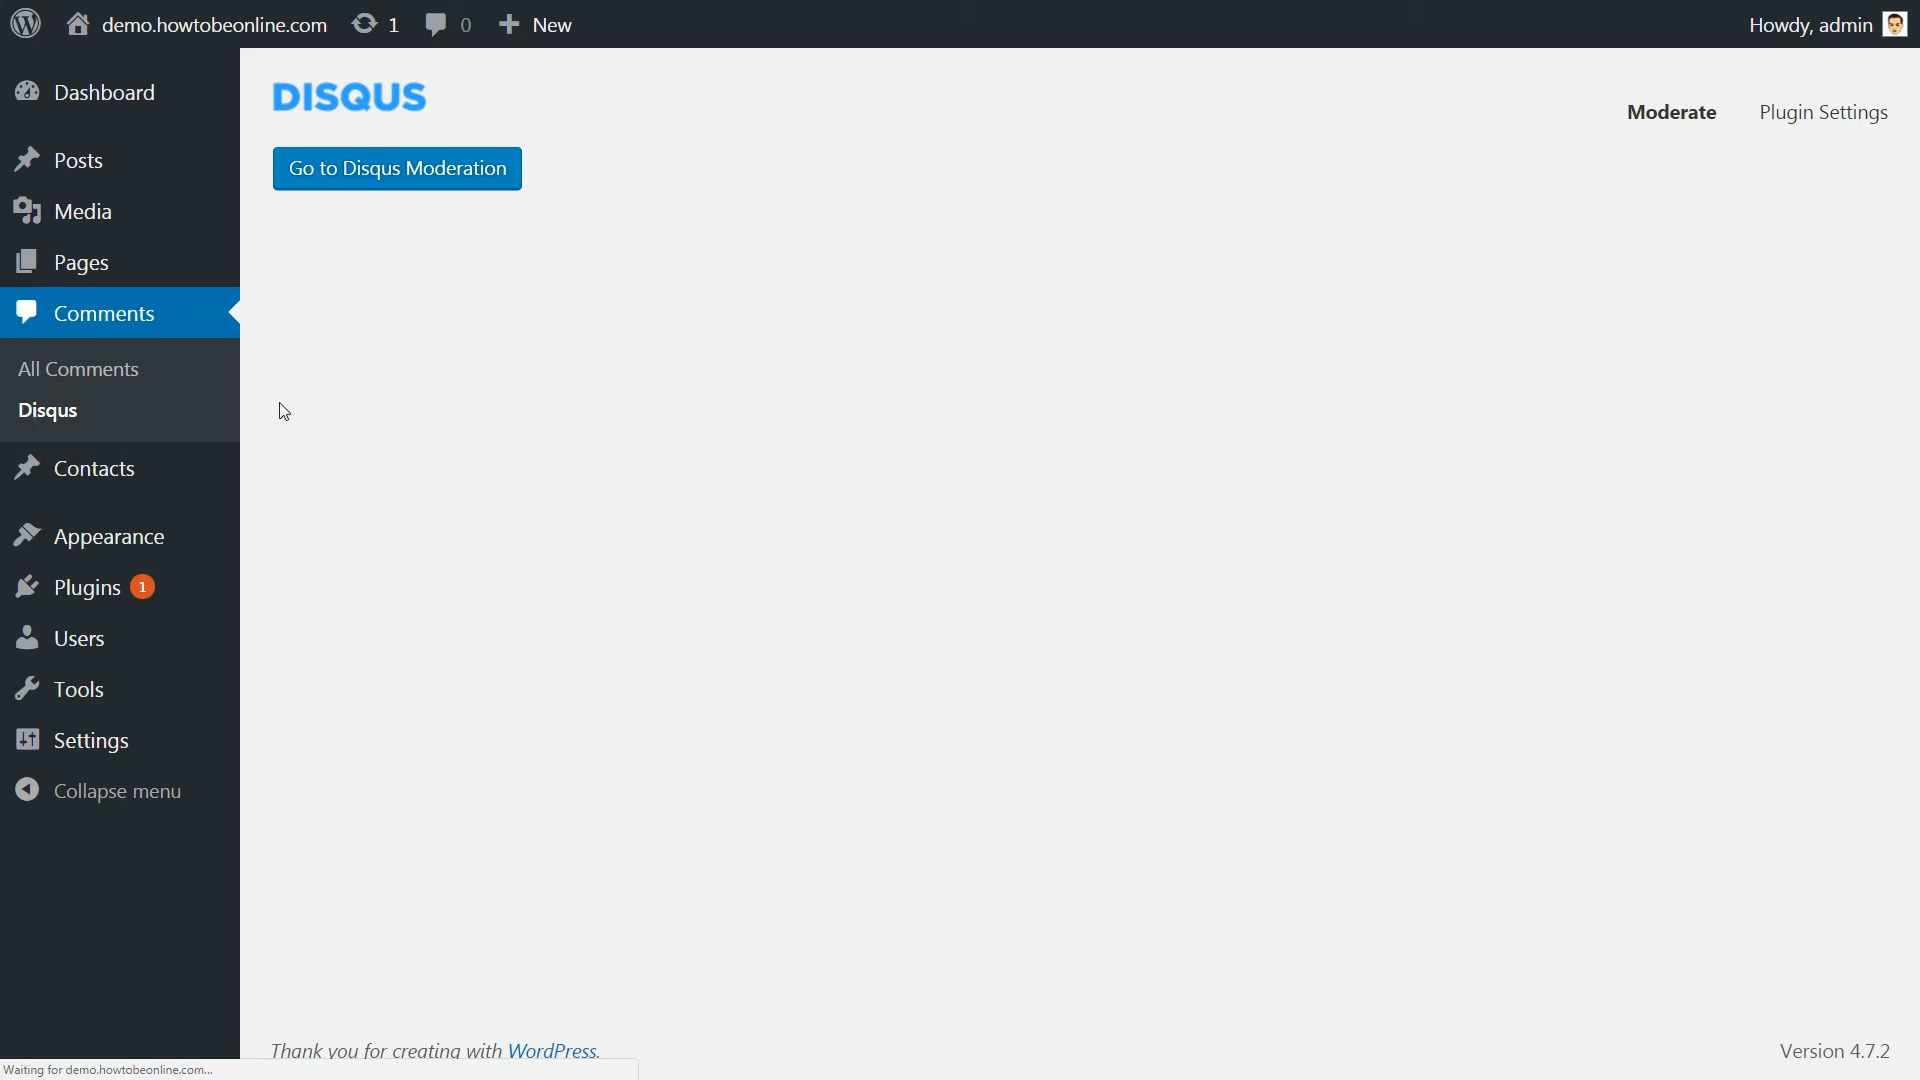 demo.howtobeonline.com 1 0 New Howdy, admin
DISQUS
Moderate Plugin Settings
Go to Disqus Moderation
Dashboard
Posts
Media
Pages
Comments
All Comments
Disqus
Contacts
Appearance
Plugins 1
Users
Tools
Settings
Collapse menu
Thank you for creating with WordPress.
Version 4.7.2
Waiting for demo.howtobeonline.com...